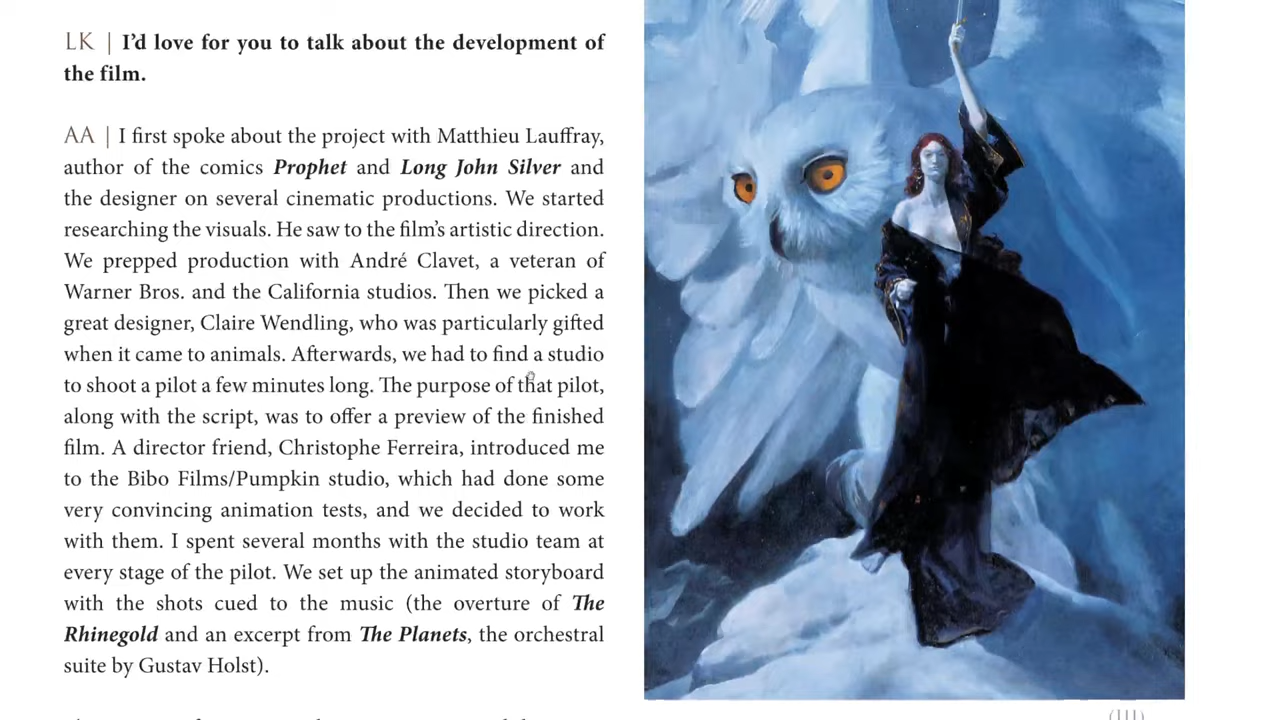 LK | I’d love for you to talk about the development of
the film.
AA | I first spoke about the project with Matthieu Lauffray,
author of the comics Prophet and Long John Silver and
the designer on several cinematic productions. We started
researching the visuals. He saw to the film’s artistic direction.
We prepped production with André Clavet, a veteran of
Warner Bros. and the California studios. Then we picked a
great designer, Claire Wendling, who was particularly gifted
when it came to animals. Afterwards, we had to find a studio
to shoot a pilot a few minutes long. The purpose of that pilot,
along with the script, was to offer a preview of the finished
film. A director friend, Christophe Ferreira, introduced me
to the Bibo Films/Pumpkin studio, which had done some
very convincing animation tests, and we decided to work
with them. I spent several months with the studio team at
every stage of the pilot. We set up the animated storyboard
with the shots cued to the music (the overture of The
Rhinegold and an excerpt from The Planets, the orchestral
suite by Gustav Holst).